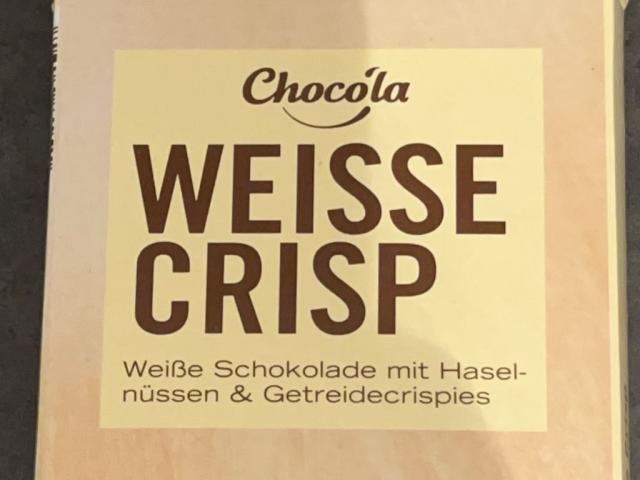 Choco'la
WEISSE
CRISP
Weiße Schokolade mit Hasel-
nüssen & Getreidecrispies